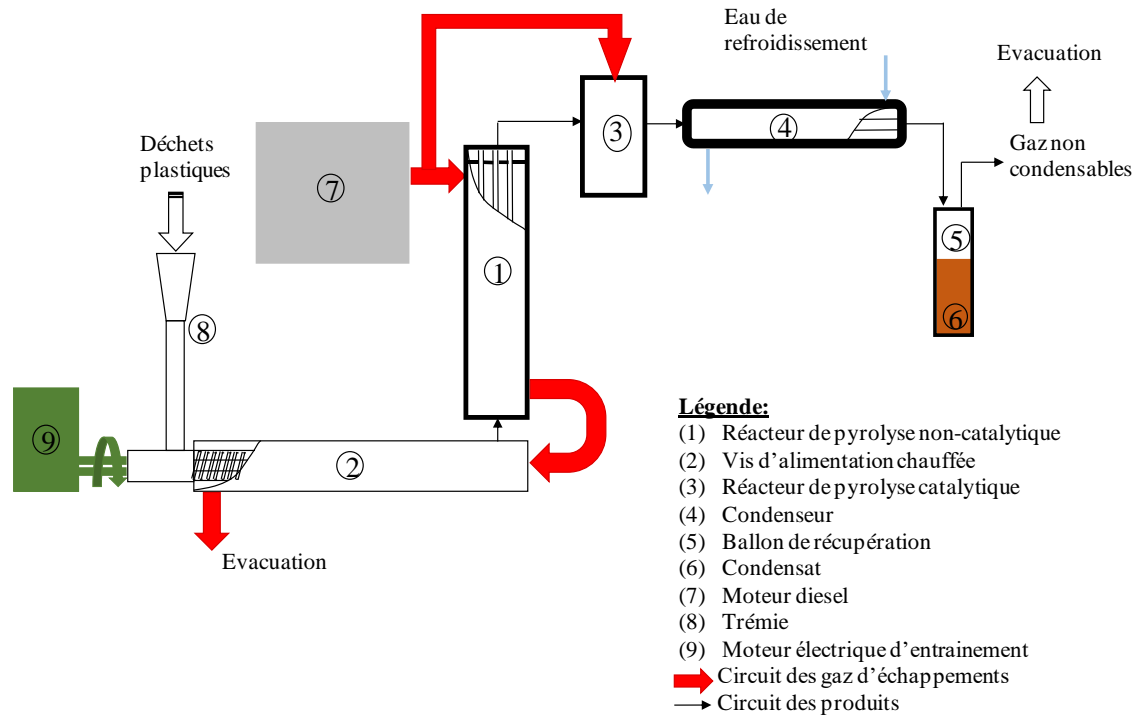 Eau de
refroidissement
Evacuation
Déchets
plastiques
Gaz non
condensables
③
④
⑦
①
⑤
⑥
⑧
⑨
②
Evacuation
Légende:
(1) Réacteur de pyrolyse non-catalytique
(2) Vis d'alimentation chauffée
(3) Réacteur de pyrolyse catalytique
(4) Condenseur
(5) Ballon de récupération
(6) Condensat
(7) Moteur diesel
(8) Trémie
(9) Moteur électrique d'entrainement
Circuit des gaz d'échappements
Circuit des produits